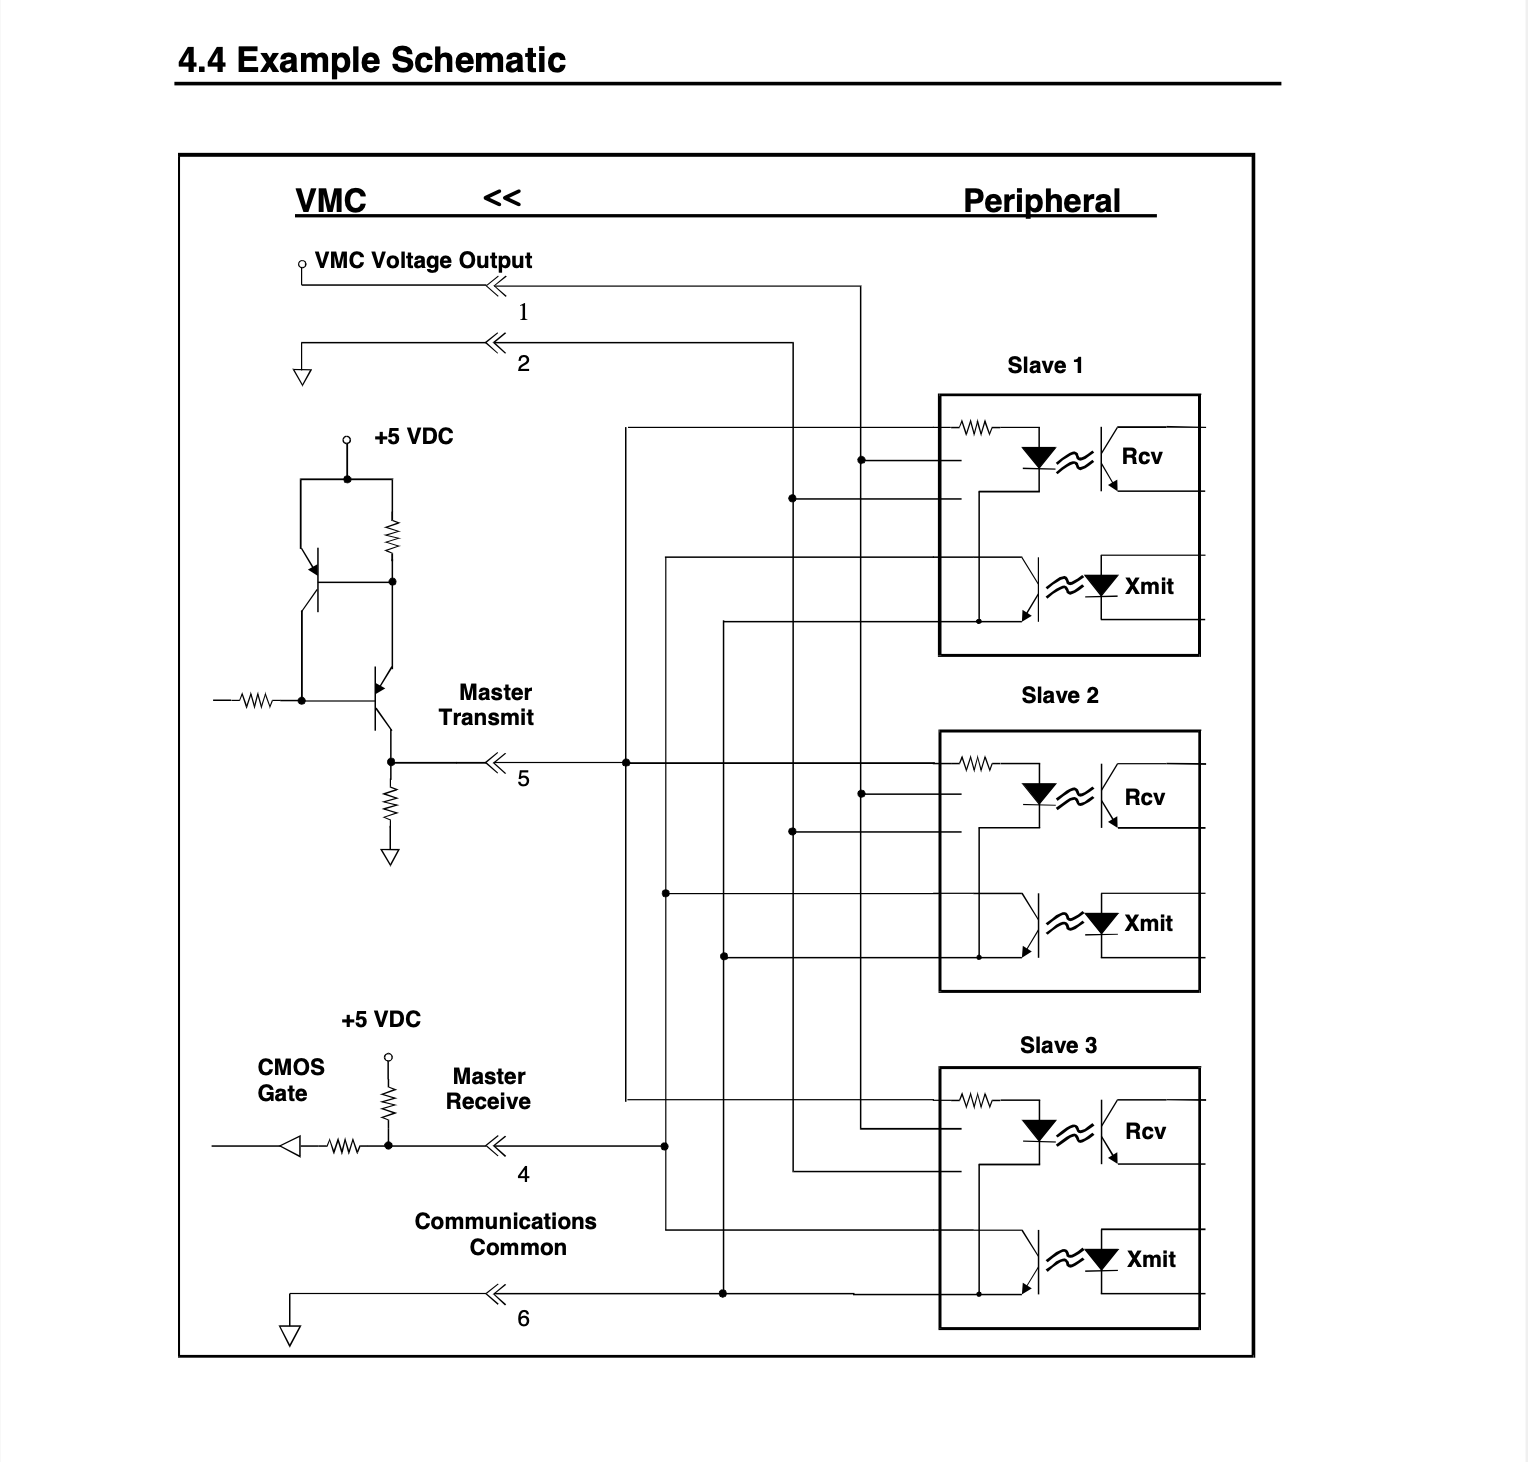 4.4 Example Schematic
VMC << Peripheral
VMC Voltage Output
1
2
Slave 1
+5 VDC
Rcv
Xmit
Master
Transmit
Slave 2
5
Rcv
Xmit
+5 VDC
Slave 3
CMOS
Gate
Master
Receive
Rcv
4
Communications
Common
Xmit
6